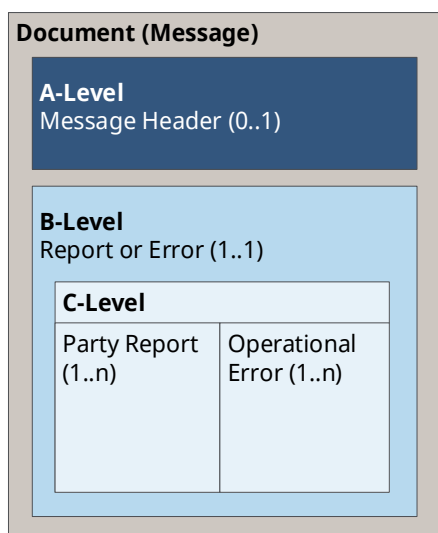 Document (Message)
A-Level
Message Header (0..1)
B-Level
Report or Error (1..1)
C-Level
Party Report
(1..n)
Operational
Error (1..n)